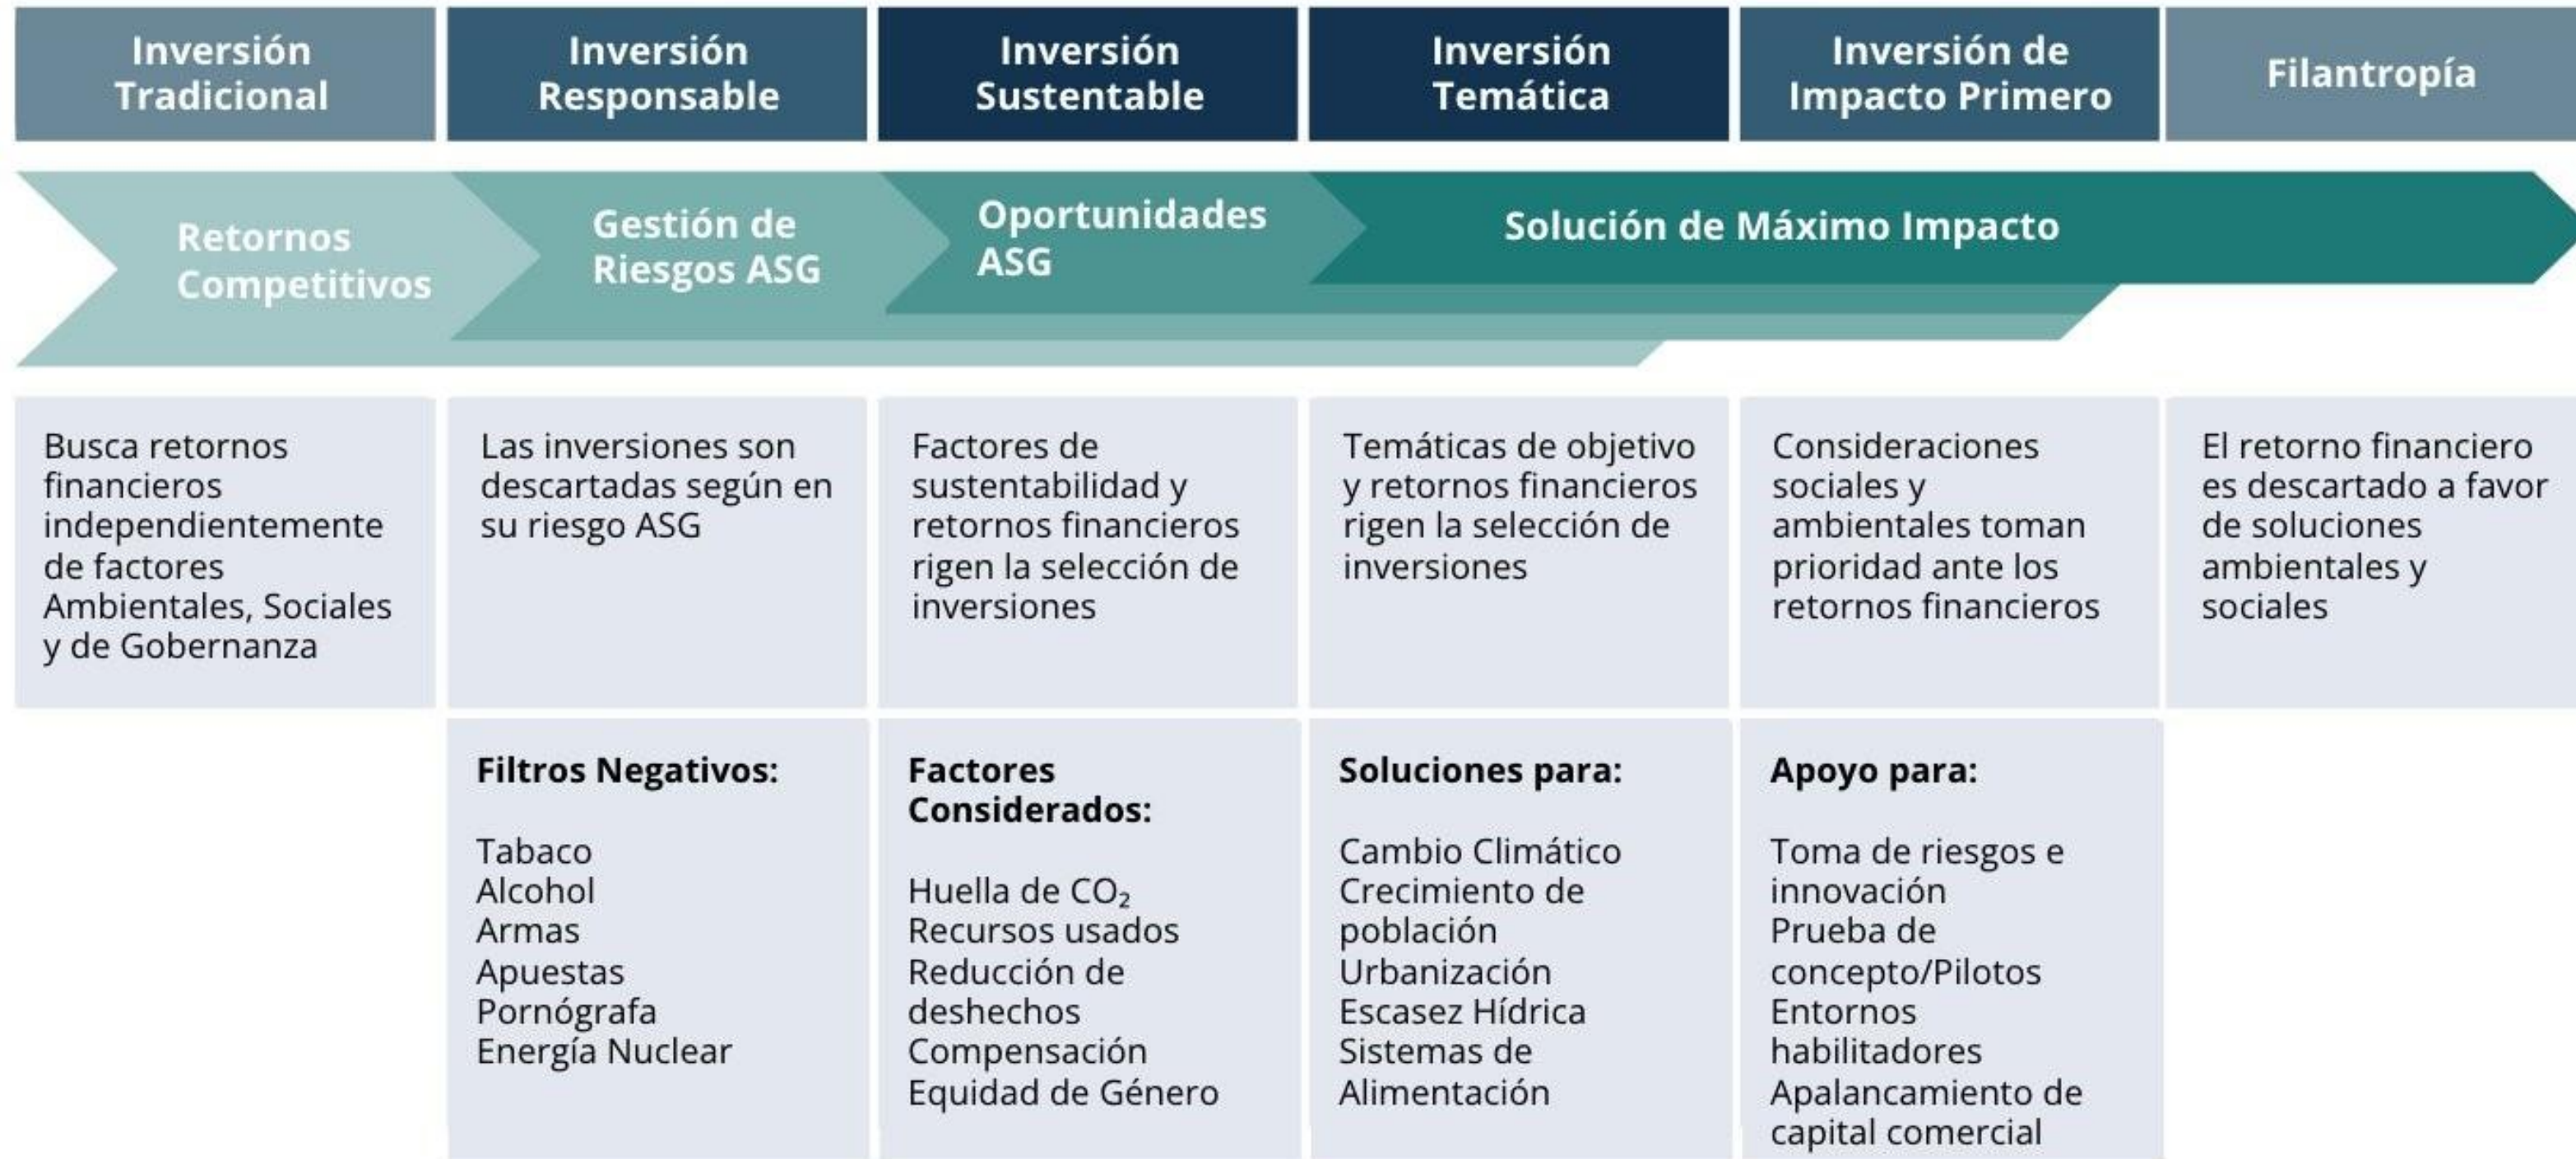 Inversión
Tradicional
Inversión
Responsable
Inversión
Sustentable
Inversión
Temática
Inversión de
Impacto Primero
Filantropía
Retornos
Competitivos
Gestión de
Riesgos ASG
Oportunidades
ASG
Solución de Máximo Impacto
Busca retornos
financieros
independientemente
de factores
Ambientales, Sociales
y de Gobernanza
Las inversiones son
descartadas según en
su riesgo ASG
Factores de
sustentabilidad y
retornos financieros
rigen la selección de
inversiones
Temáticas de objetivo
y retornos financieros
rigen la selección de
inversiones
Consideraciones
sociales y
ambientales toman
prioridad ante los
retornos financieros
El retorno financiero
es descartado a favor
de soluciones
ambientales y
sociales
Filtros Negativos:
Tabaco
Alcohol
Armas
Apuestas
Pornógrafa
Energía Nuclear
Factores
Considerados:
Huella de CO₂
Recursos usados
Reducción de
deshechos
Compensación
Equidad de Género
Soluciones para:
Cambio Climático
Crecimiento de
población
Urbanización
Escasez Hídrica
Sistemas de
Alimentación
Apoyo para:
Toma de riesgos e
innovación
Prueba de
concepto/Pilotos
Entornos
habilitadores
Apalancamiento de
capital comercial